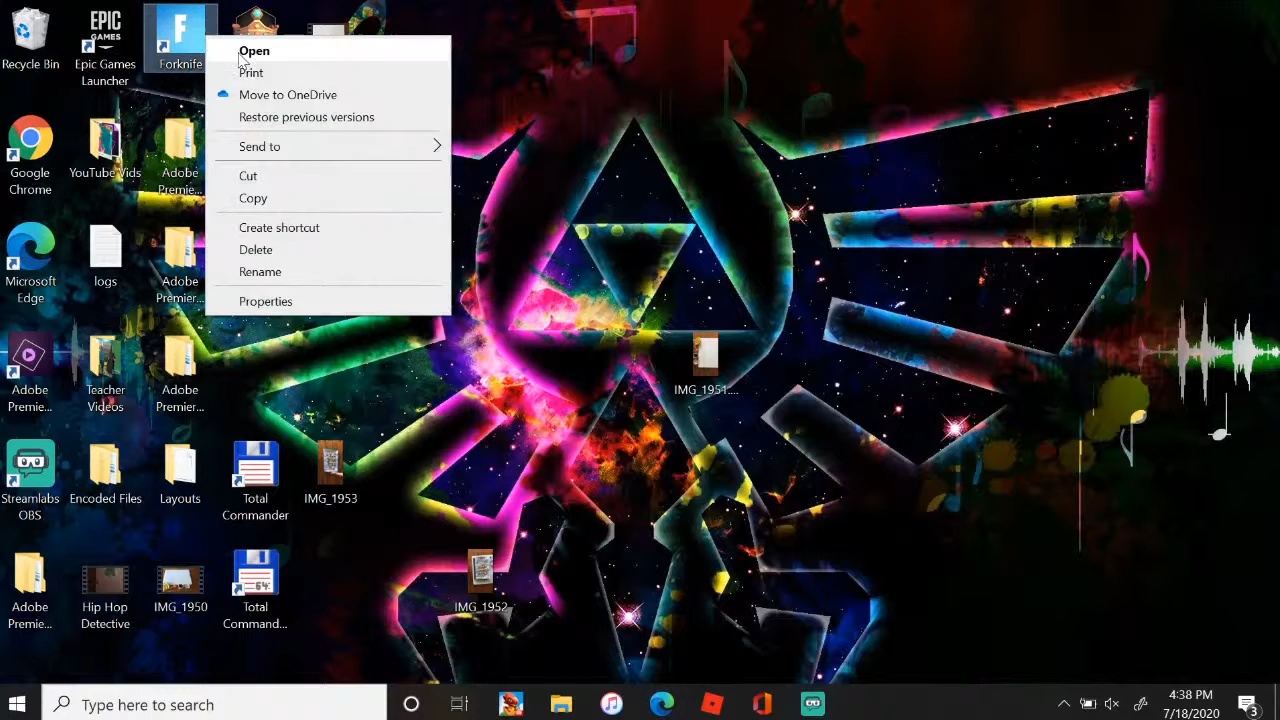 EPIC
GAMES
F
Recycle Bin
Epic Games
Launcher
Forknife
Open
Print
Move to OneDrive
Restore previous versions
Send to
Cut
Copy
Create shortcut
Delete
Rename
Properties
Google
Chrome
YouTube Vids
Adobe
Premie...
Microsoft
Edge
logs
Adobe
Premier...
Adobe
Premie...
Teacher
Videos
Adobe
Premier...
IMG_1951....
Streamlabs
OBS
Encoded Files
Layouts
Total
Commander
IMG_1953
Adobe
Premie...
Hip Hop
Detective
IMG_1950
64
Total
Command...
IMG_1952
Type here to search
4:38 PM
7/18/2020
3